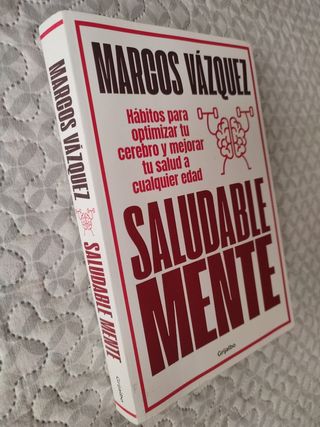 MARCOS VÁZQUEZ
Hábitos para
optimizar tu
cerebro y mejorar
tu salud a
cualquier edad
SALUDABLE
MENTE
Grijalbo
MARCOS VÁZQUEZ
SALUDABLE MENTE
Grijalbo